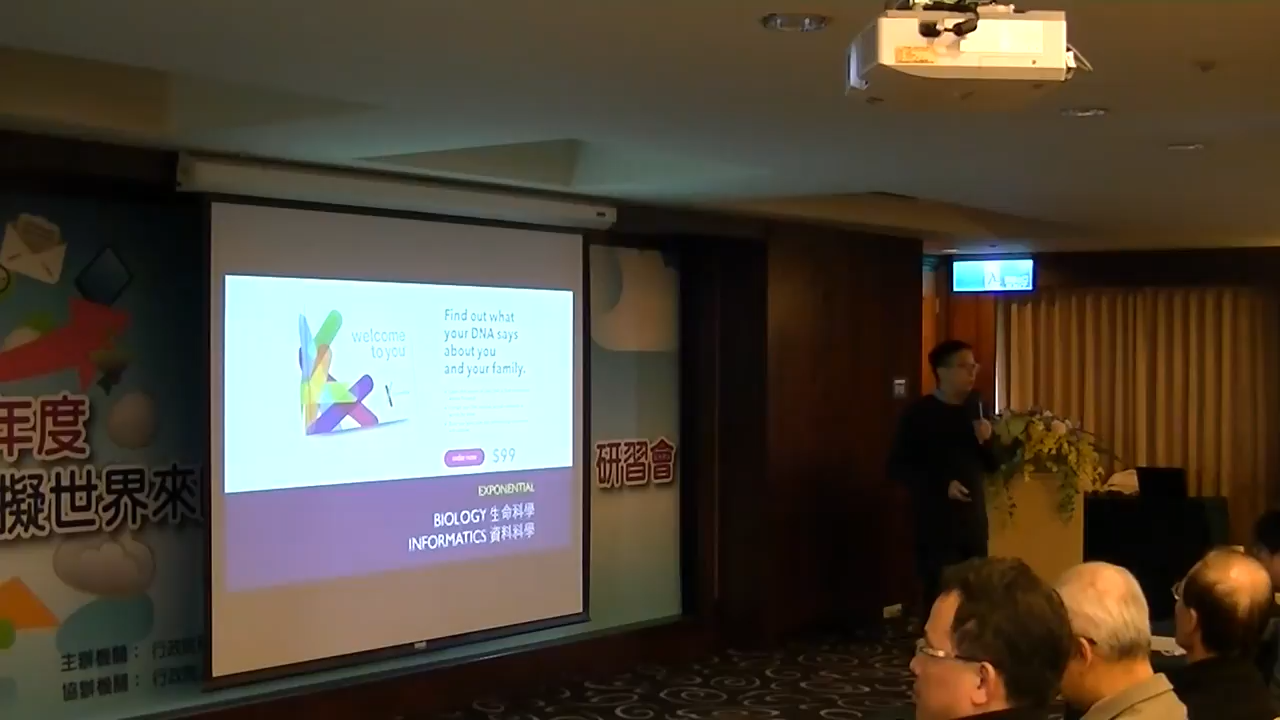 welcome
to you
Find out what
your DNA says
about you
and your family.
$99
EXPONENTIAL
BIOLOGY 生命科學
INFORMATICS 資料科學
年度
擬世界來
研習會
主辦機關： 行政院
協辦機關： 行政院